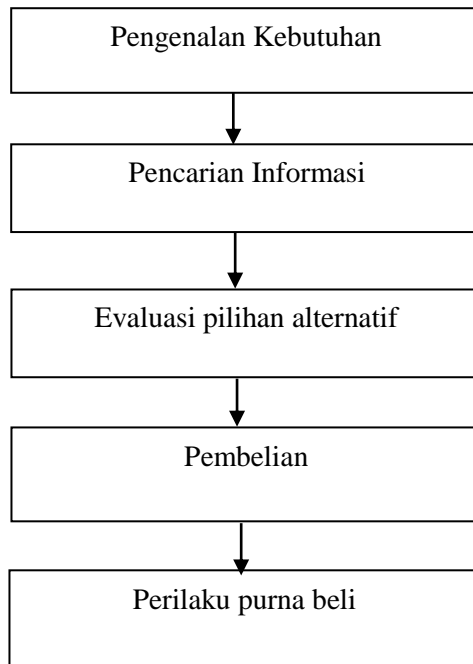 Pengenalan Kebutuhan
Pencarian Informasi
Evaluasi pilihan alternatif
Pembelian
Perilaku purna beli